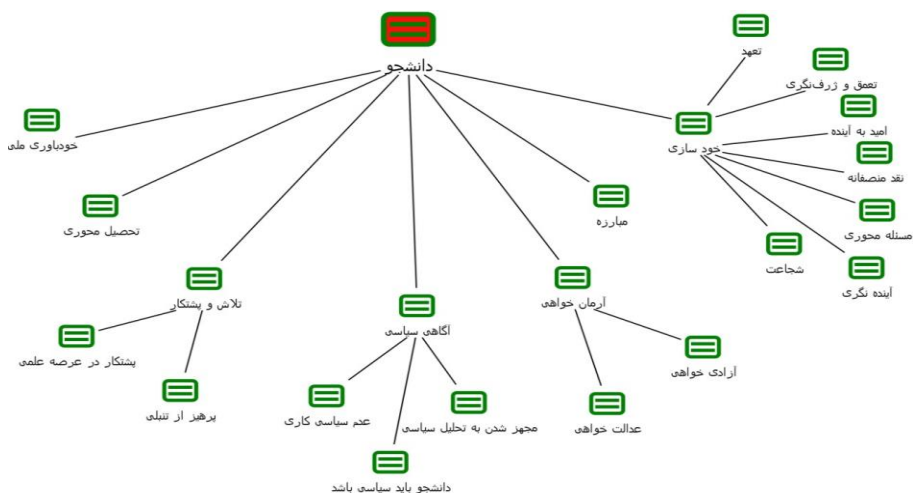 دانشجو
تعهد
تعمق و ژرف‌نگری
امید به آینده
خود سازی
نقد منصفانه
مسئله محوری
شجاعت
آینده نگری
خودباوری ملی
تحصیل محوری
مبارزه
تلاش و پشتکار
آرمان خواهی
آگاهی سیاسی
پشتکار در عرصه علمی
آزادی خواهی
پرهیز از تنبلی
عدم سیاسی کاری
مجهز شدن به تحلیل سیاسی
عدالت خواهی
دانشجو باید سیاسی باشد